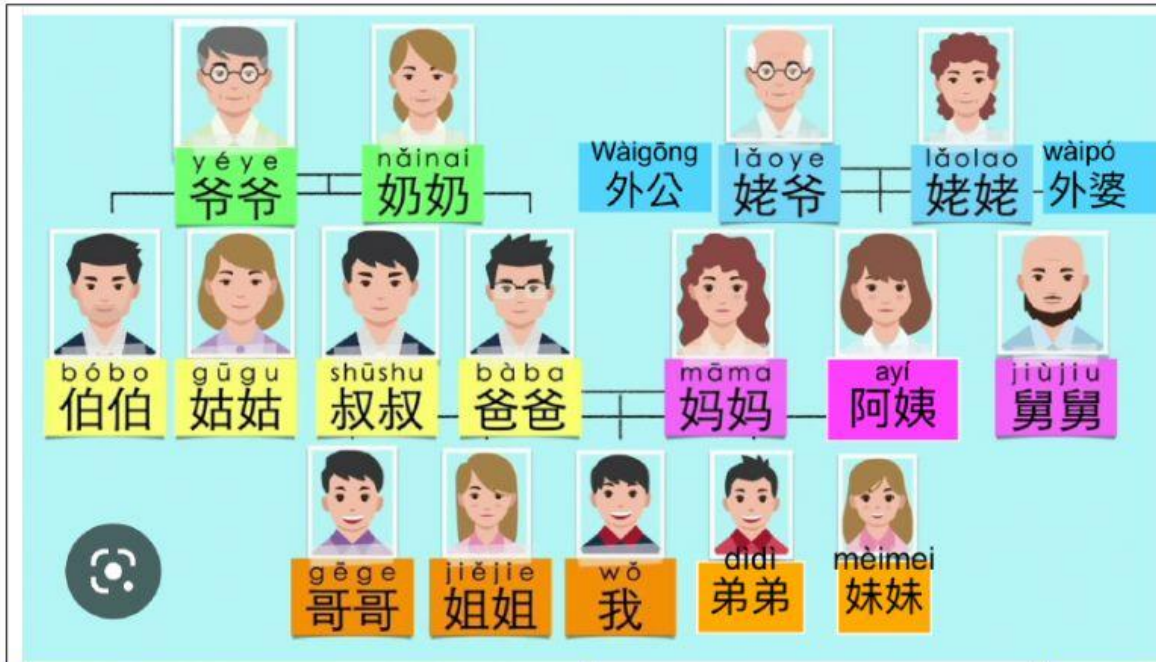 yéye
爷爷
nǎinai
奶奶
Wàigōng
外公
lǎoye
姥爷
lǎolao
姥姥
wàipó
外婆
bóbo
伯伯
gūgu
姑姑
shūshu
叔叔
bàba
爸爸
māma
妈妈
ayí
阿姨
jiùjiu
舅舅
gēge
哥哥
jiějie
姐姐
wǒ
我
dìdì
弟弟
mèimei
妹妹